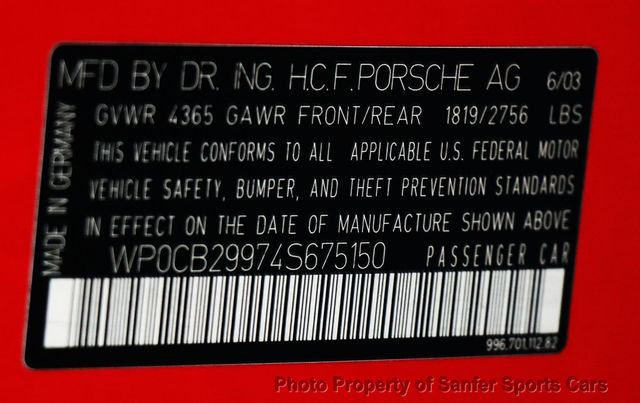 MFD BY DR. ING. H.C.F. PORSCHE AG 6/03
GVWR 4365 GAWR FRONT/REAR 1819/2756 LBS
THIS VEHICLE CONFORMS TO ALL APPLICABLE U.S. FEDERAL MOTOR
VEHICLE SAFETY, BUMPER, AND THEFT PREVENTION STANDARDS
IN EFFECT ON THE DATE OF MANUFACTURE SHOWN ABOVE
WP0CB29974S675150 PASSENGER CAR
MADE IN GERMANY
996.701.112.82
Photo Property of Sanfer Sports Cars